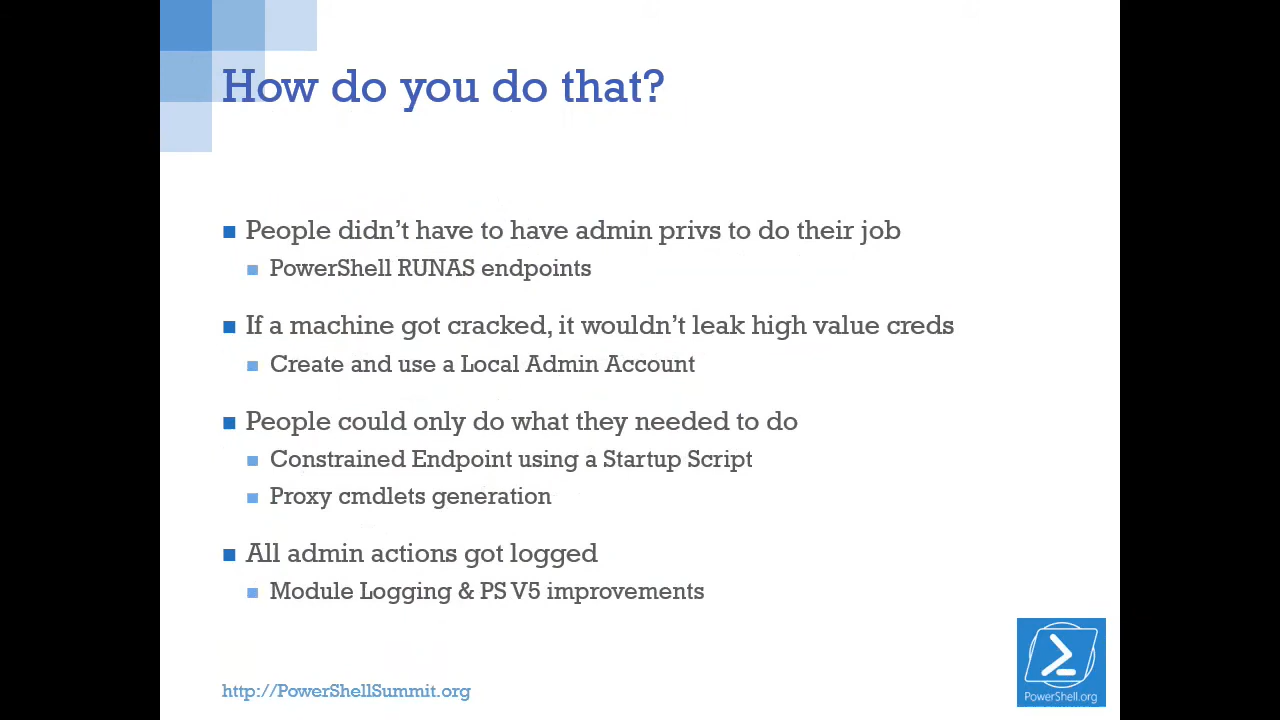 How do you do that?
People didn't have to have admin privs to do their job
PowerShell RUNAS endpoints
If a machine got cracked, it wouldn't leak high value creds
Create and use a Local Admin Account
People could only do what they needed to do
Constrained Endpoint using a Startup Script
Proxy cmdlets generation
All admin actions got logged
Module Logging & PS V5 improvements
http://PowerShellSummit.org
PowerShell.org